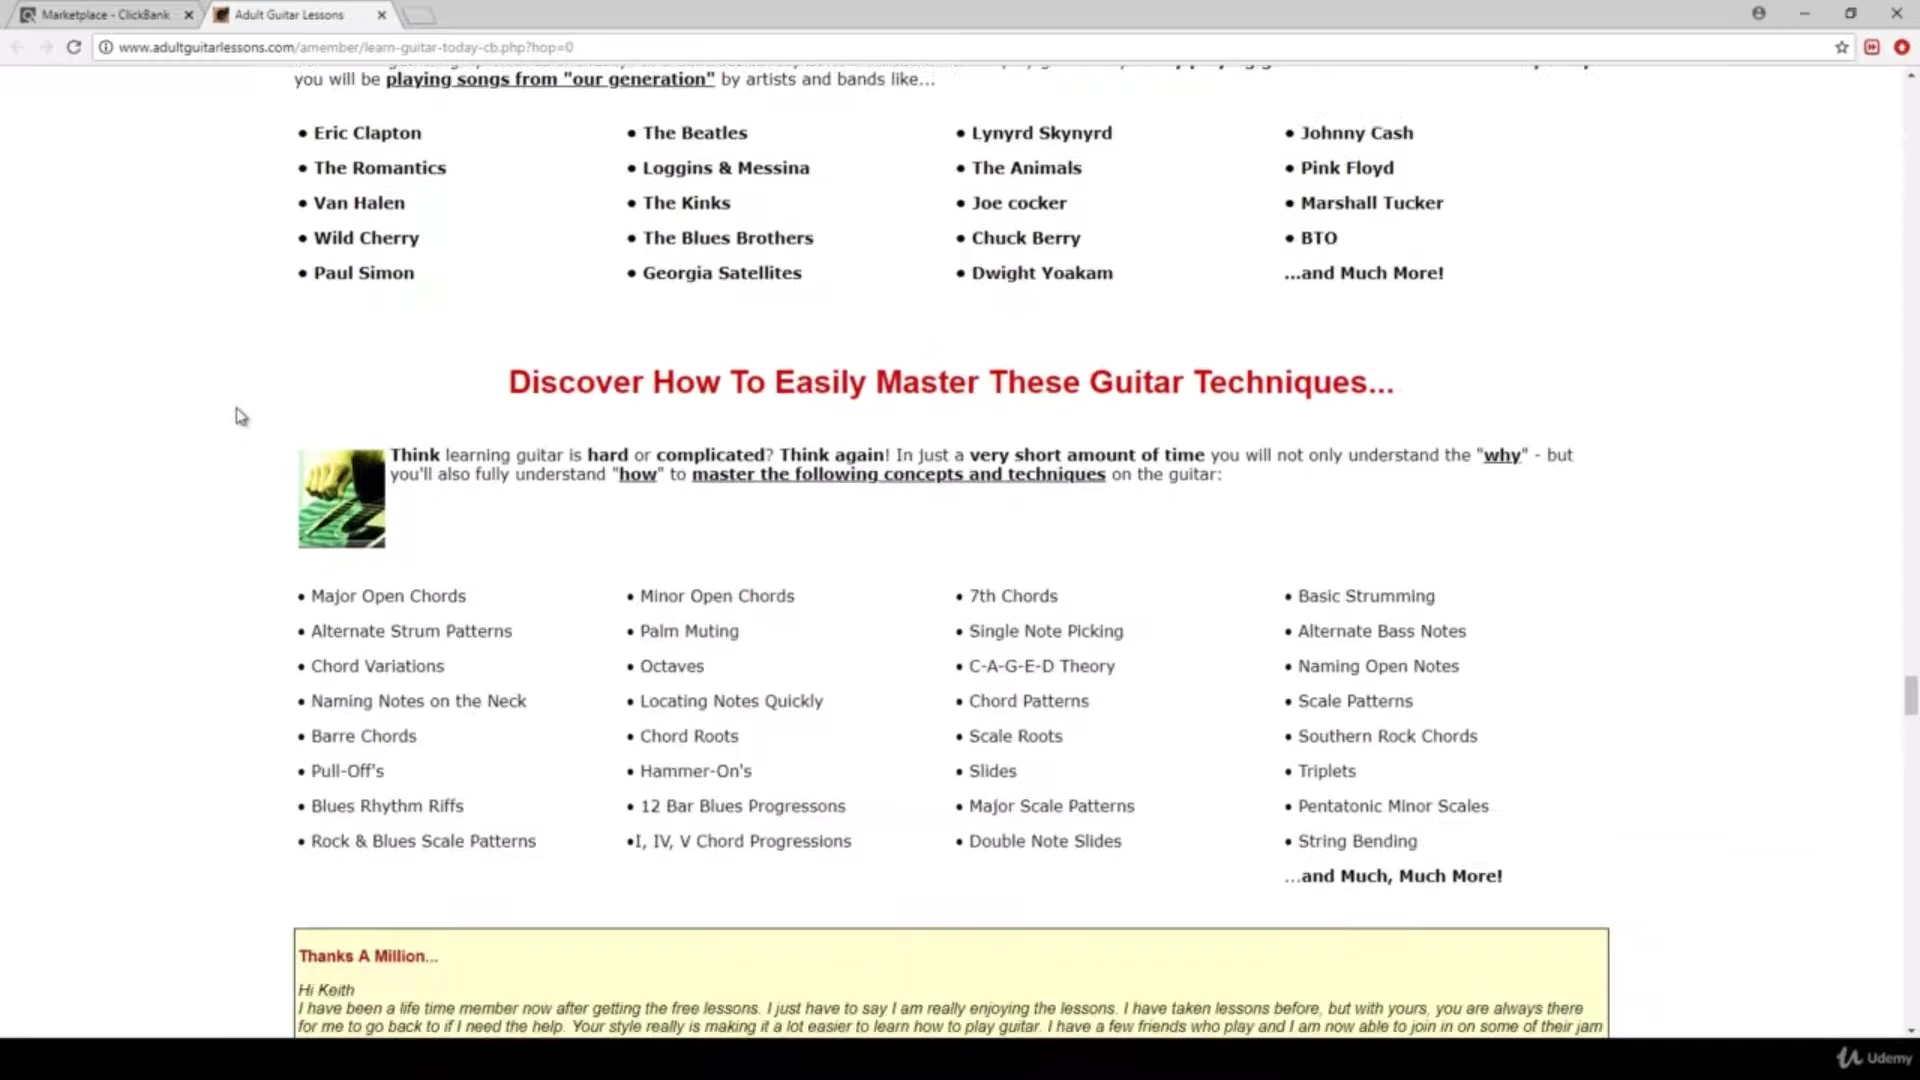 Marketplace - ClickBank
Adult Guitar Lessons
www.adultguitarlessons.com/amember/learn-guitar-today-cb.php?hop=0
you will be playing songs from "our generation" by artists and bands like...
• Eric Clapton • The Beatles • Lynyrd Skynyrd • Johnny Cash
• The Romantics • Loggins & Messina • The Animals • Pink Floyd
• Van Halen • The Kinks • Joe cocker • Marshall Tucker
• Wild Cherry • The Blues Brothers • Chuck Berry • BTO
• Paul Simon • Georgia Satellites • Dwight Yoakam ...and Much More!
Discover How To Easily Master These Guitar Techniques...
Think learning guitar is hard or complicated? Think again! In just a very short amount of time you will not only understand the "why" - but
you'll also fully understand "how" to master the following concepts and techniques on the guitar:
• Major Open Chords • Minor Open Chords • 7th Chords • Basic Strumming
• Alternate Strum Patterns • Palm Muting • Single Note Picking • Alternate Bass Notes
• Chord Variations • Octaves • C-A-G-E-D Theory • Naming Open Notes
• Naming Notes on the Neck • Locating Notes Quickly • Chord Patterns • Scale Patterns
• Barre Chords • Chord Roots • Scale Roots • Southern Rock Chords
• Pull-Off's • Hammer-On's • Slides • Triplets
• Blues Rhythm Riffs • 12 Bar Blues Progressons • Major Scale Patterns • Pentatonic Minor Scales
• Rock & Blues Scale Patterns •I, IV, V Chord Progressions • Double Note Slides • String Bending
...and Much, Much More!
Thanks A Million...
Hi Keith
I have been a life time member now after getting the free lessons. I just have to say I am really enjoying the lessons. I have taken lessons before, but with yours, you are always there
for me to go back to if I need the help. Your style really is making it a lot easier to learn how to play guitar. I have a few friends who play and I am now able to join in on some of their jam
Udemy